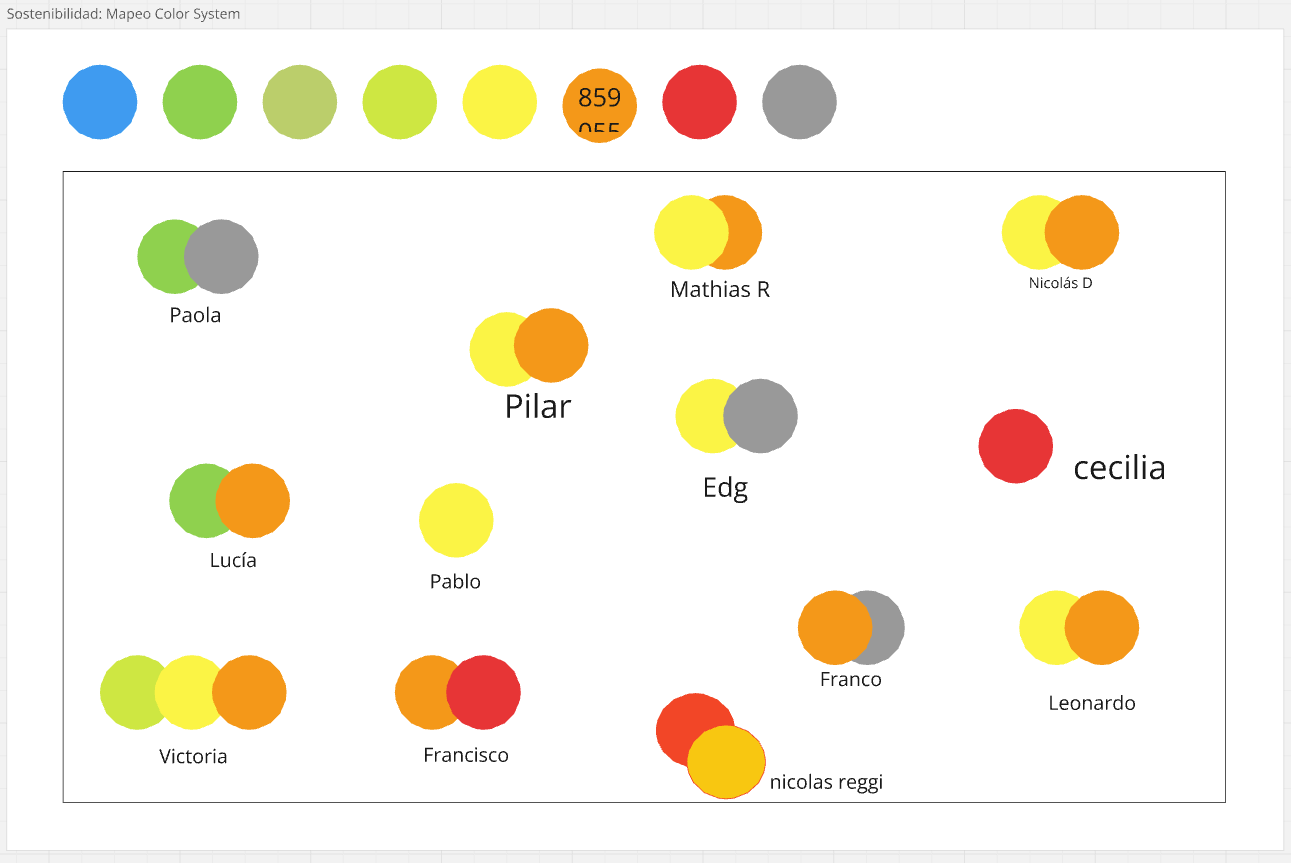 Sostenibilidad: Mapeo Color System
859
Mathias R
Nicolás D
Paola
Pilar
Edg
cecilia
Lucía
Pablo
Franco
Leonardo
Victoria
Francisco
nicolas reggi